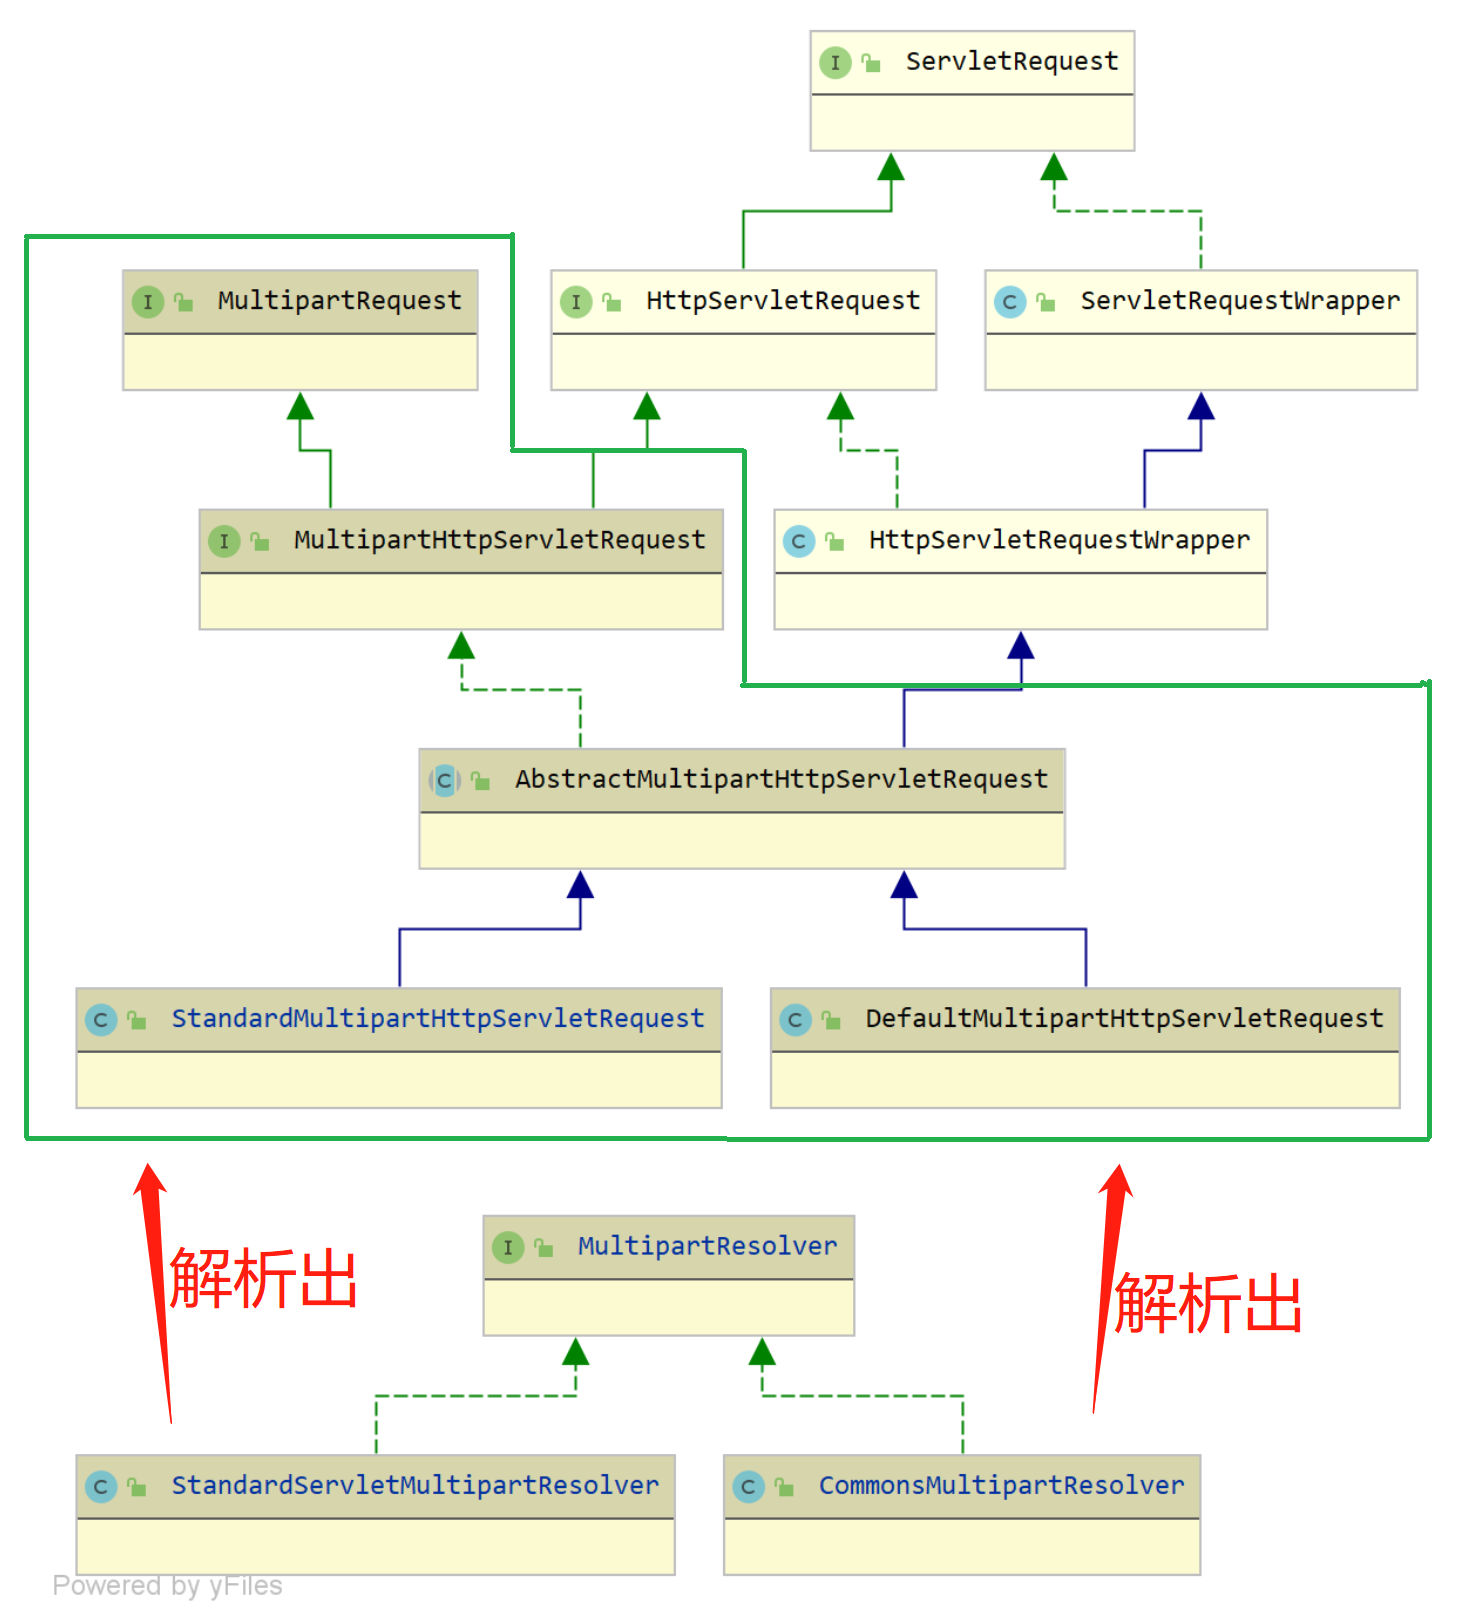 ServletRequest
MultipartRequest
HttpServletRequest
ServletRequestWrapper
MultipartHttpServletRequest
HttpServletRequestWrapper
AbstractMultipartHttpServletRequest
StandardMultipartHttpServletRequest
DefaultMultipartHttpServletRequest
解析出
解析出
MultipartResolver
StandardServletMultipartResolver
CommonsMultipartResolver
Powered by yFiles